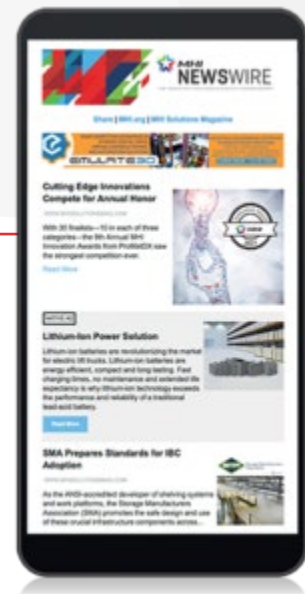 MHI
NEWSWIRE
Share | MHI.org | MHI Solutions Magazine
EMULATE3D
Cutting Edge Innovations
Compete for Annual Honor
With 30 finalists—10 in each of three
categories—the 9th Annual MHI
Innovation Awards from ProMatDX saw
the strongest competition ever.
Read More
Lithium-Ion Power Solution
Lithium-ion batteries are revolutionizing the market
for electric lift trucks. Lithium-ion batteries are
energy efficient, compact and long lasting. Fast
charging times, no maintenance and extended life
expectancy is why lithium-ion technology exceeds
the performance and reliability of a traditional
lead-acid battery.
Read More
SMA Prepares Standards for IBC
Adoption
As the ANSI-accredited developer of shelving systems
and work platforms, the Storage Manufacturers
Association (SMA) promotes the safe design and use
of these crucial infrastructure components across...